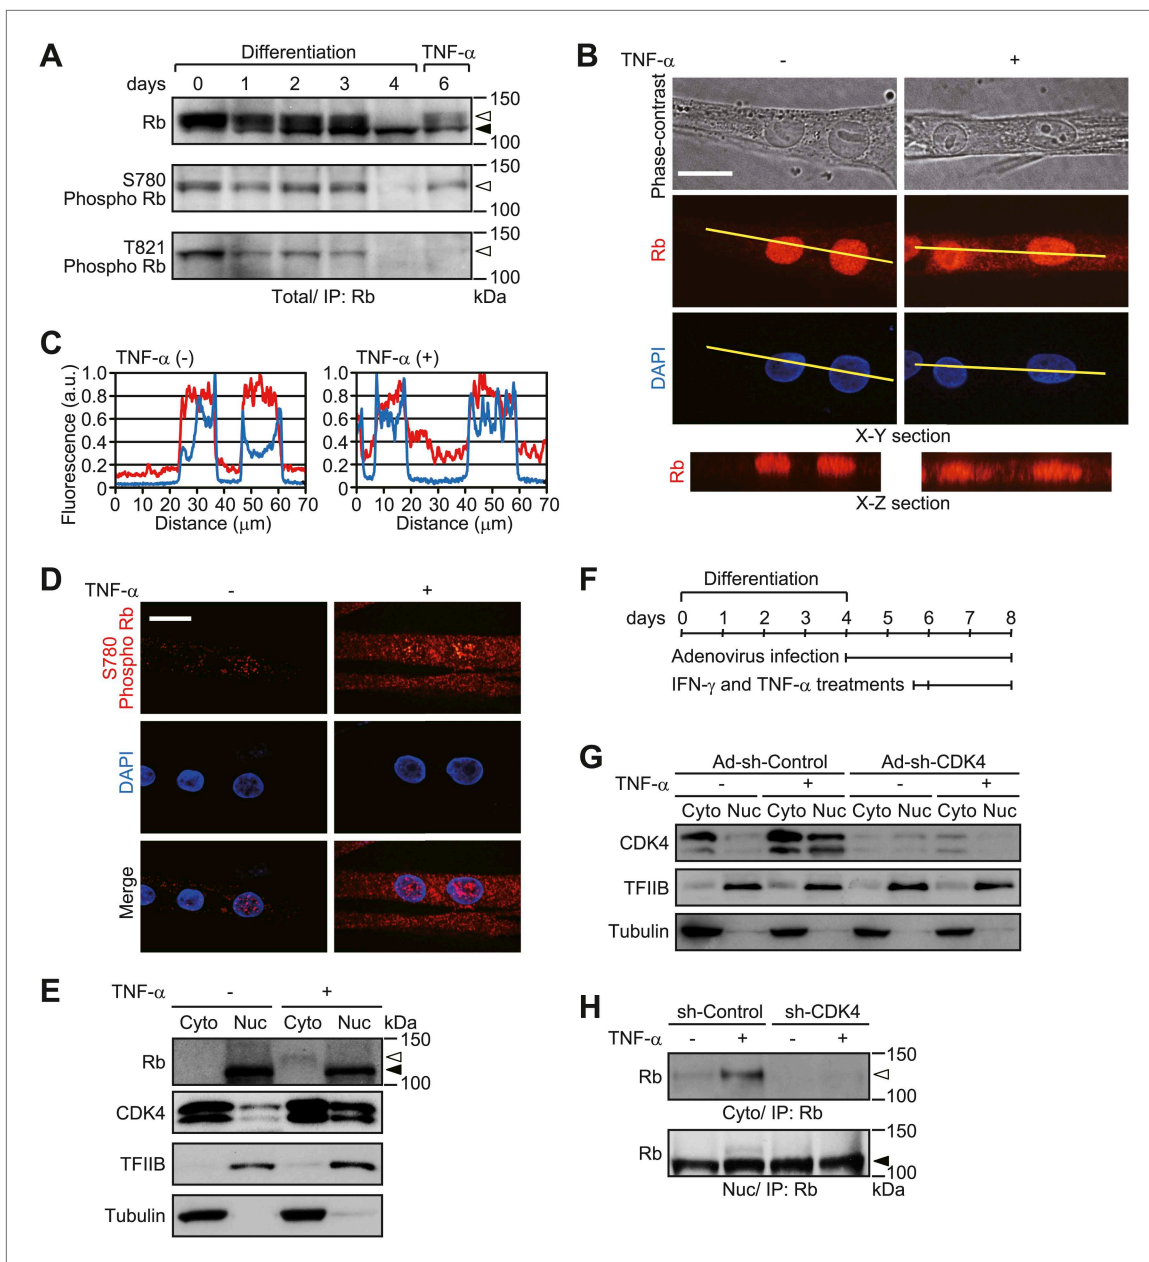 A
Differentiation
TNF-α
days 0 1 2 3 4 6
Rb
150
100
S780
Phospho Rb
150
100
T821
Phospho Rb
150
100
Total/ IP: Rb
kDa
B
TNF-α - +
Phase-contrast
Rb
DAPI
X-Y section
Rb
X-Z section
C
TNF-α (-)
TNF-α (+)
Fluorescence (a.u.)
1.0
0.8
0.6
0.4
0.2
0
0 10 20 30 40 50 60 70
Distance (μm)
1.0
0.8
0.6
0.4
0.2
0
0 10 20 30 40 50 60 70
Distance (μm)
D
TNF-α - +
S780
Phospho Rb
DAPI
Merge
E
TNF-α - +
Cyto Nuc Cyto Nuc kDa
Rb
150
100
CDK4
TFIIB
Tubulin
F
Differentiation
days 0 1 2 3 4 5 6 7 8
Adenovirus infection
IFN-γ and TNF-α treatments
G
Ad-sh-Control Ad-sh-CDK4
TNF-α - + - +
Cyto Nuc Cyto Nuc Cyto Nuc Cyto Nuc
CDK4
TFIIB
Tubulin
H
sh-Control sh-CDK4
TNF-α - + - +
Rb
150
100
Cyto/ IP: Rb
Rb
150
100
Nuc/ IP: Rb
kDa